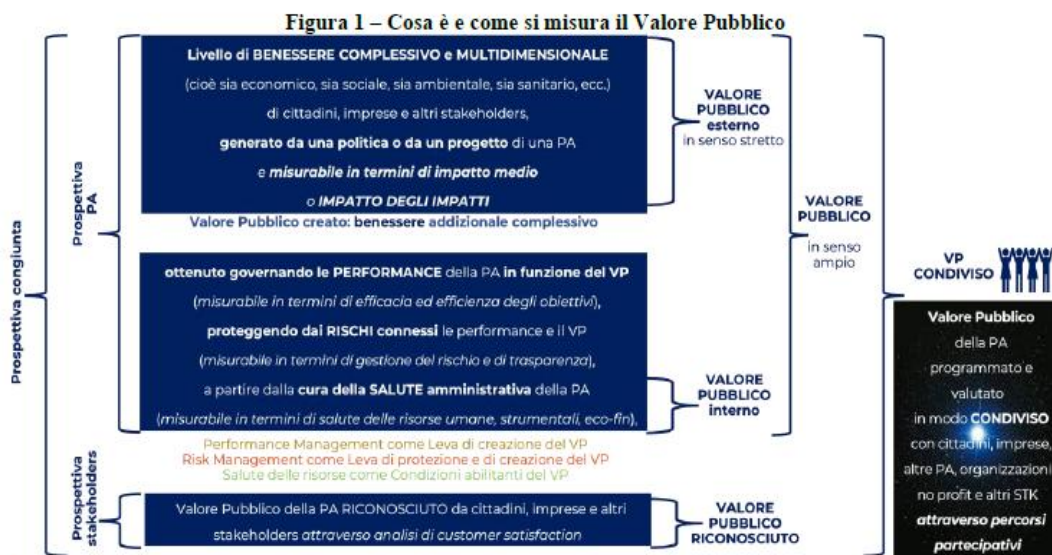 Figura 1 – Cosa è e come si misura il Valore Pubblico
Prospettiva congiunta
Prospettiva
PA
Livello di BENESSERE COMPLESSIVO e MULTIDIMENSIONALE
(cioè sia economico, sia sociale, sia ambientale, sia sanitario, ecc.)
di cittadini, imprese e altri stakeholders,
generato da una politica o da un progetto di una PA
e misurabile in termini di impatto medio
o IMPATTO DEGLI IMPATTI
Valore Pubblico creato: benessere addizionale complessivo
VALORE
PUBBLICO
esterno
in senso stretto
ottenuto governando le PERFORMANCE della PA in funzione del VP
(misurabile in termini di efficacia ed efficienza degli obiettivi),
proteggendo dai RISCHI connessi le performance e il VP
(misurabile in termini di gestione del rischio e di trasparenza),
a partire dalla cura della SALUTE amministrativa della PA
(misurabile in termini di salute delle risorse umane, strumentali, eco-fin),
VALORE
PUBBLICO
interno
Performance Management come Leva di creazione del VP
Risk Management come Leva di protezione e di creazione del VP
Salute delle risorse come Condizioni abilitanti del VP
VALORE
PUBBLICO
in senso
ampio
Prospettiva
stakeholders
Valore Pubblico della PA RICONOSCIUTO da cittadini, imprese e altri
stakeholders attraverso analisi di customer satisfaction
VALORE
PUBBLICO
RICONOSCIUTO
VP
CONDIVISO
Valore Pubblico
della PA
programmato e
valutato
in modo CONDIVISO
con cittadini, imprese,
altre PA, organizzazioni
no profit e altri STK
attraverso percorsi
partecipativi